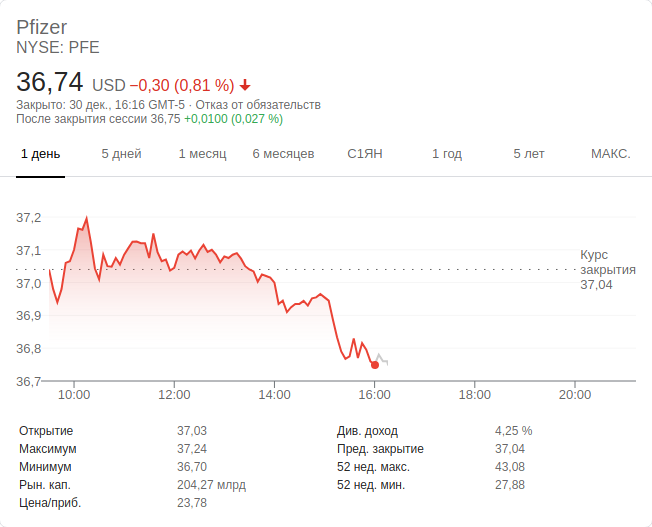 Pfizer
NYSE: PFE
36,74 USD −0,30 (0,81 %)
Закрыто: 30 дек., 16:16 GMT-5 · Отказ от обязательств
После закрытия сессии 36,75 +0,0100 (0,027 %)
1 день 5 дней 1 месяц 6 месяцев С1ЯН 1 год 5 лет МАКС.
37,2
37,1
37,0
36,9
36,8
36,7
Курс
закрытия
37,04
10:00 12:00 14:00 16:00 18:00 20:00
Открытие 37,03 Див. доход 4,25 %
Максимум 37,24 Пред. закрытие 37,04
Минимум 36,70 52 нед. макс. 43,08
Рын. кап. 204,27 млрд 52 нед. мин. 27,88
Цена/приб. 23,78